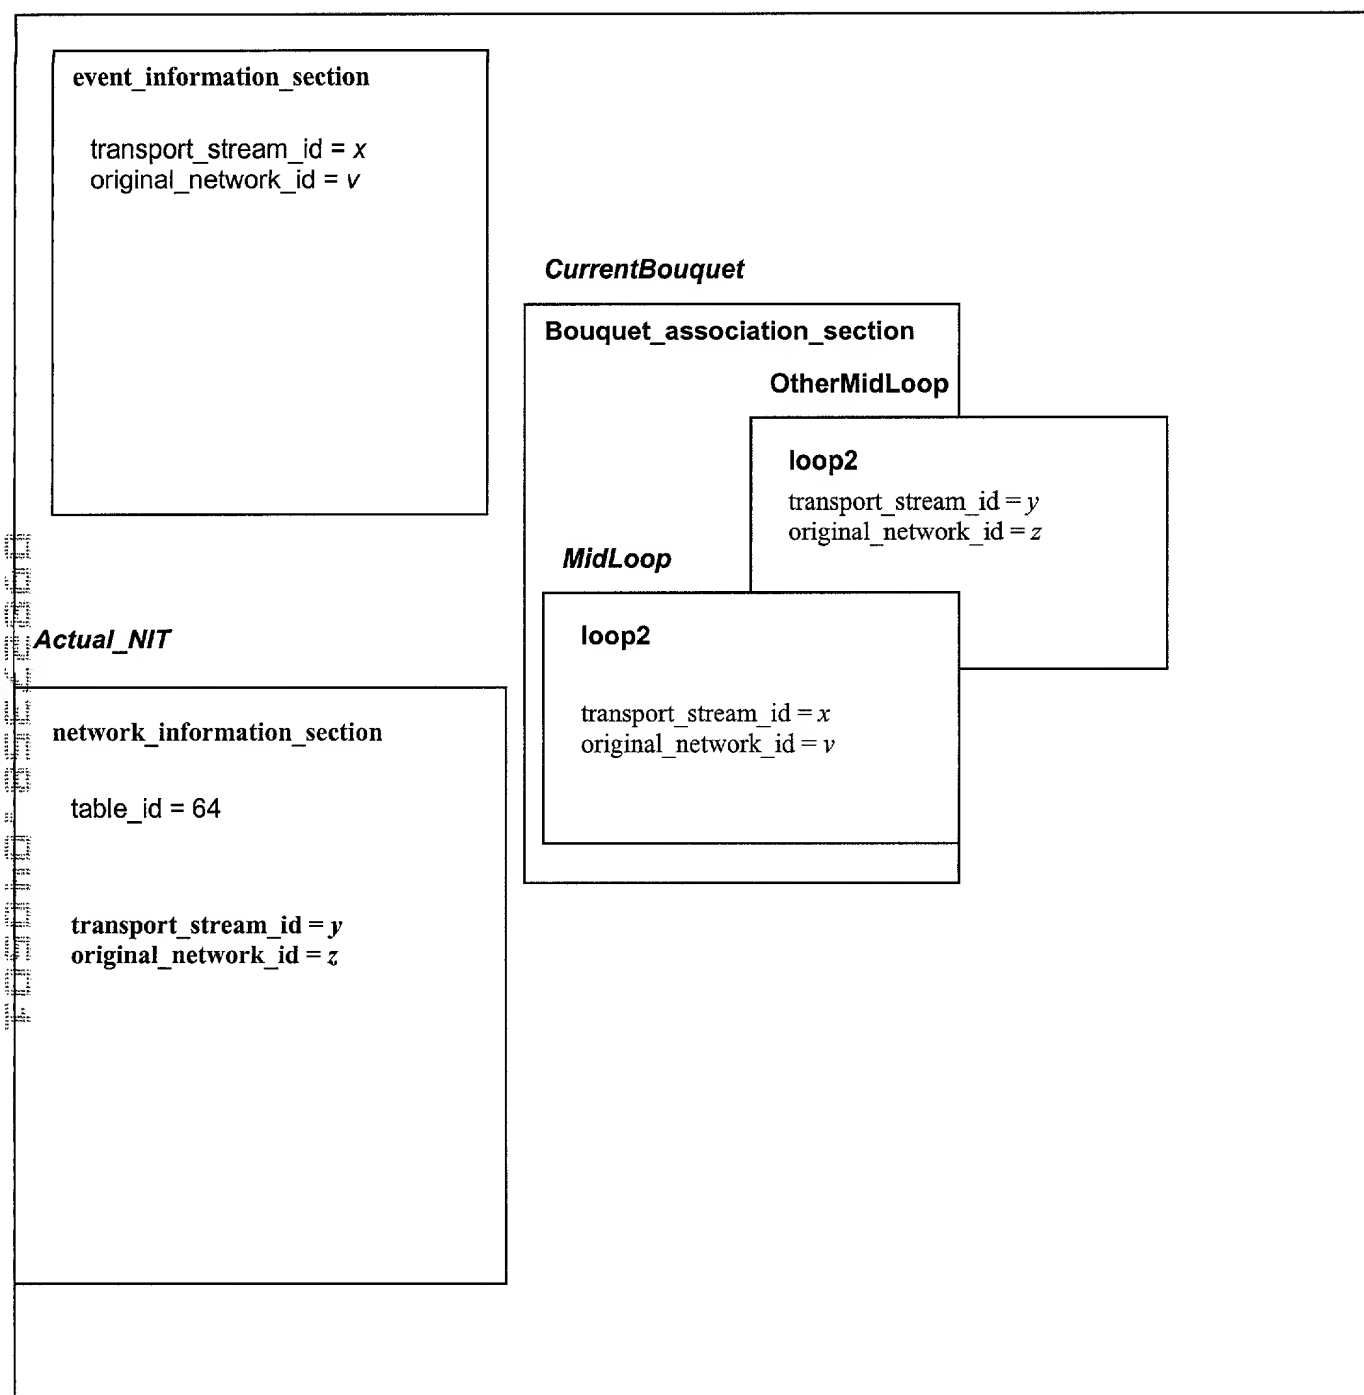 event_information_section
transport_stream_id = x
original_network_id = v
CurrentBouquet
Bouquet_association_section
OtherMidLoop
loop2
transport_stream_id = y
original_network_id = z
MidLoop
loop2
transport_stream_id = x
original_network_id = v
Actual_NIT
network_information_section
table_id = 64
transport_stream_id = y
original_network_id = z